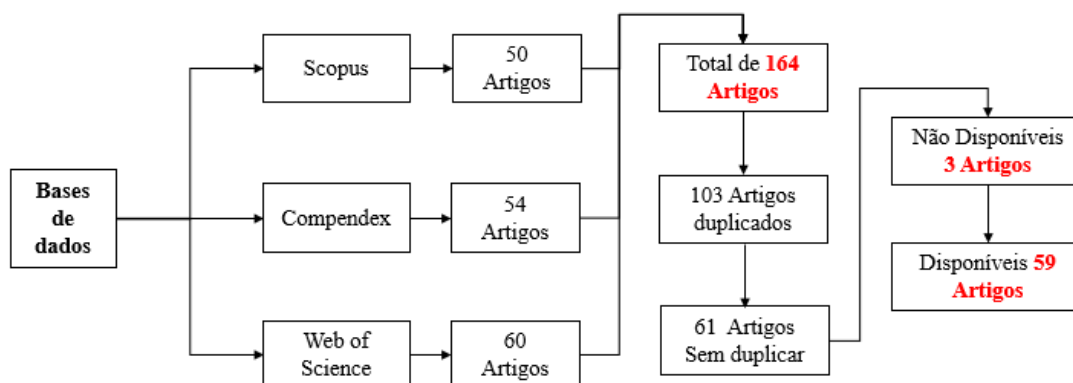 Bases
de
dados
Scopus
50
Artigos
Compendex
54
Artigos
Web of
Science
60
Artigos
Total de 164
Artigos
103 Artigos
duplicados
61 Artigos
Sem duplicar
Não Disponíveis
3 Artigos
Disponíveis 59
Artigos